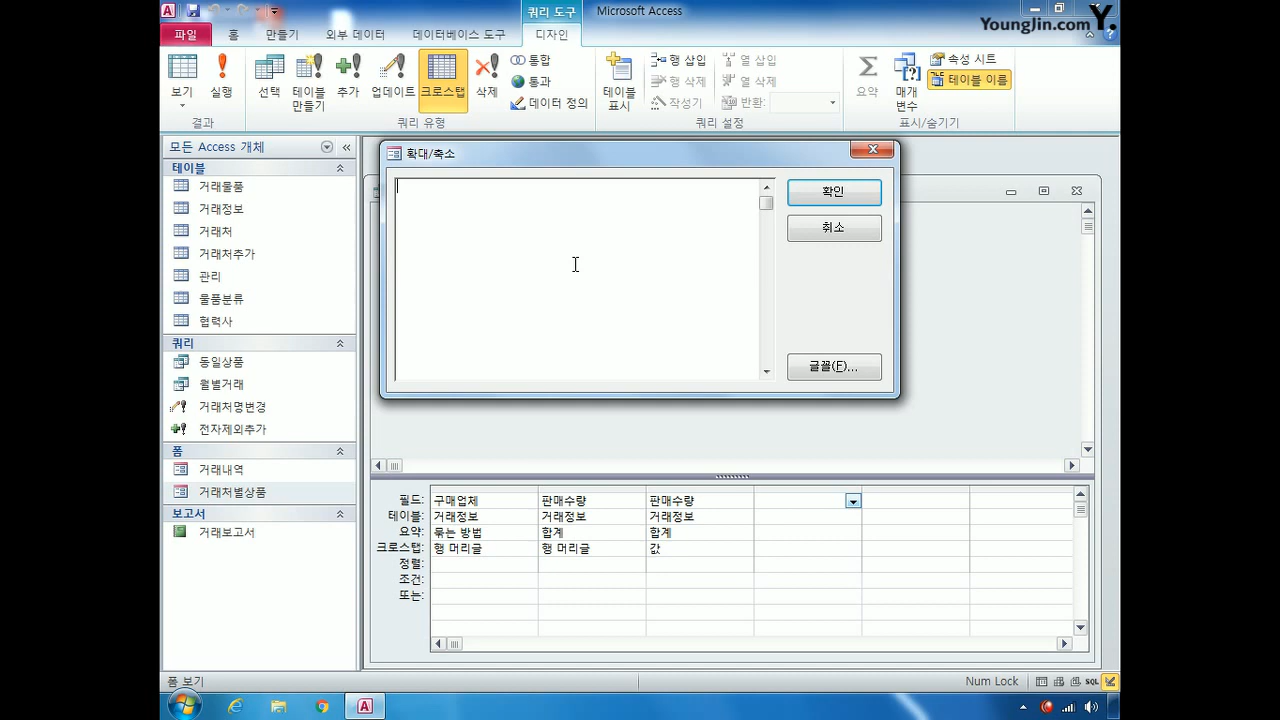 쿼리 도구
Microsoft Access
YoungJin.com Y.
파일
홈
만들기
외부 데이터
데이터베이스 도구
디자인
보기
실행
결과
선택
테이블 만들기
추가
업데이트
크로스탭
삭제
통합
통과
데이터 정의
쿼리 유형
테이블 표시
행 삽입
행 삭제
작성기
열 삽입
열 삭제
반환:
쿼리 설정
요약
매개 변수
속성 시트
테이블 이름
표시/숨기기
모든 Access 개체
테이블
거래물품
거래정보
거래처
거래처추가
관리
물품분류
협력사
쿼리
동일상품
월별거래
거래처명변경
전자제외추가
폼
거래내역
거래처별상품
보고서
거래보고서
확대/축소
확인
취소
글꼴(F)...
필드: 구매업체 판매수량 판매수량
테이블: 거래정보 거래정보 거래정보
요약: 묶는 방법 합계 합계
크로스탭: 행 머리글 행 머리글 값
정렬:
조건:
또는:
폼 보기
Num Lock
SQL